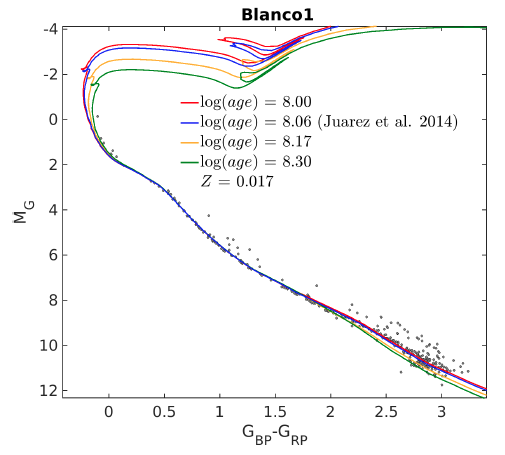 Blanco1
-4
-2
0
2
4
6
8
10
12
M_G
log(age) = 8.00
log(age) = 8.06 (Juarez et al. 2014)
log(age) = 8.17
log(age) = 8.30
Z = 0.017
0 0.5 1 1.5 2 2.5 3
G_BP-G_RP